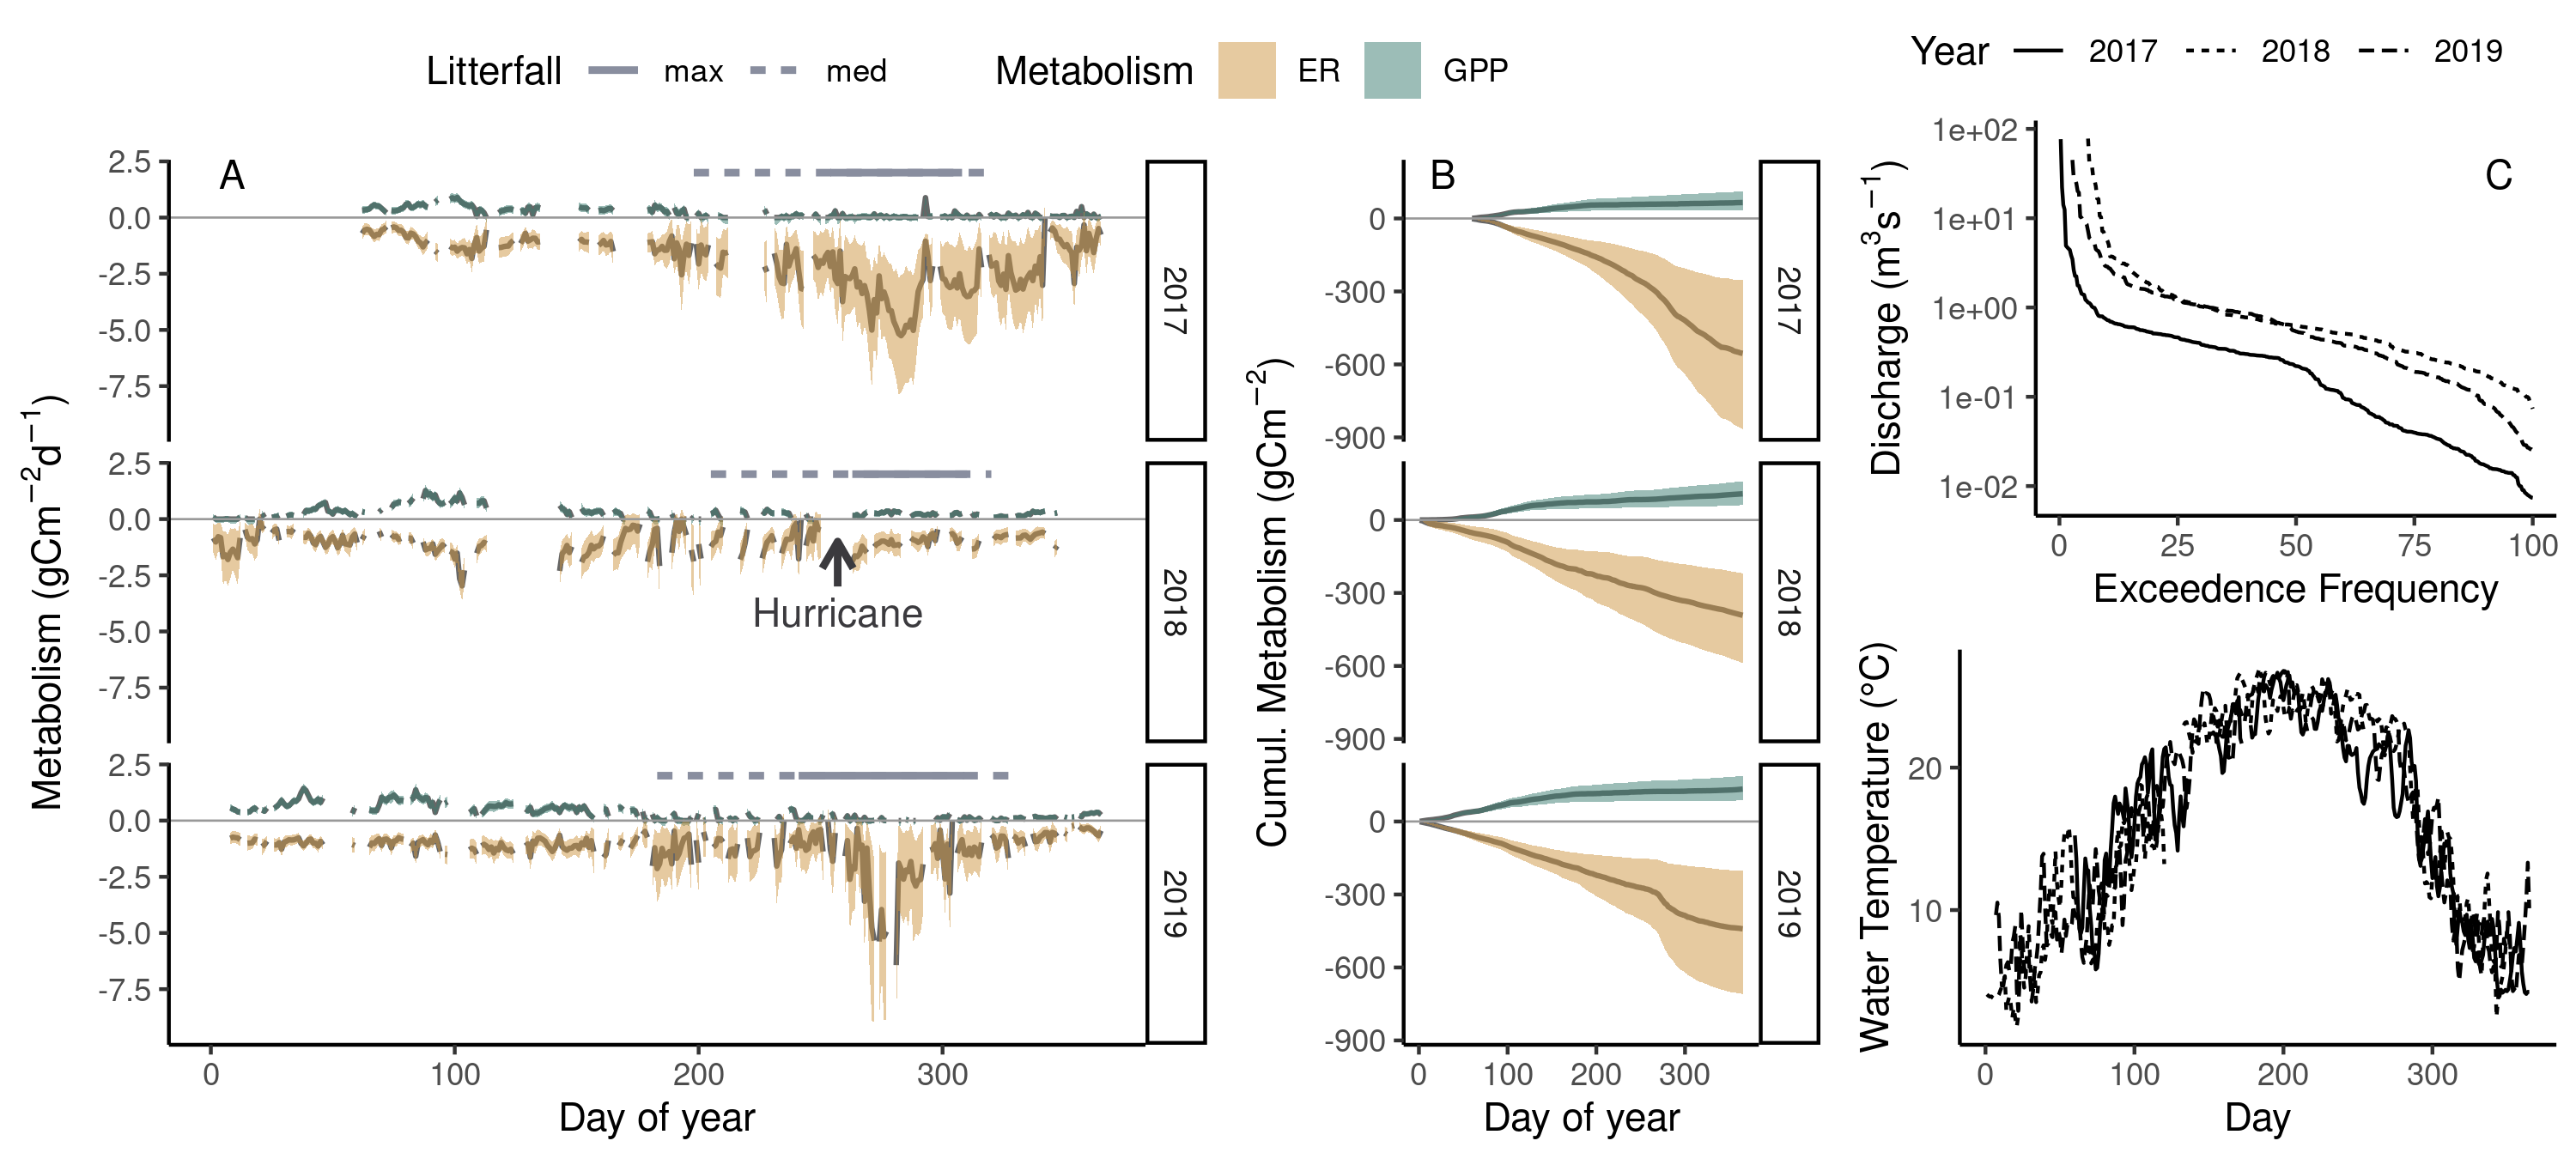 Litterfall max med Metabolism ER GPP
Year 2017 2018 2019
A
2.5
0.0
-2.5
-5.0
-7.5
2017
2.5
0.0
-2.5
-5.0
-7.5
Hurricane
2018
2.5
0.0
-2.5
-5.0
-7.5
2019
0 100 200 300
Day of year
Metabolism (gCm−2d−1)
B
0
-300
-600
-900
2017
0
-300
-600
-900
2018
0
-300
-600
-900
2019
0 100 200 300
Day of year
Cumul. Metabolism (gCm−2)
C
1e+02
1e+01
1e+00
1e-01
1e-02
0 25 50 75 100
Exceedence Frequency
Discharge (m3s−1)
20
10
0 100 200 300
Day
Water Temperature (°C)